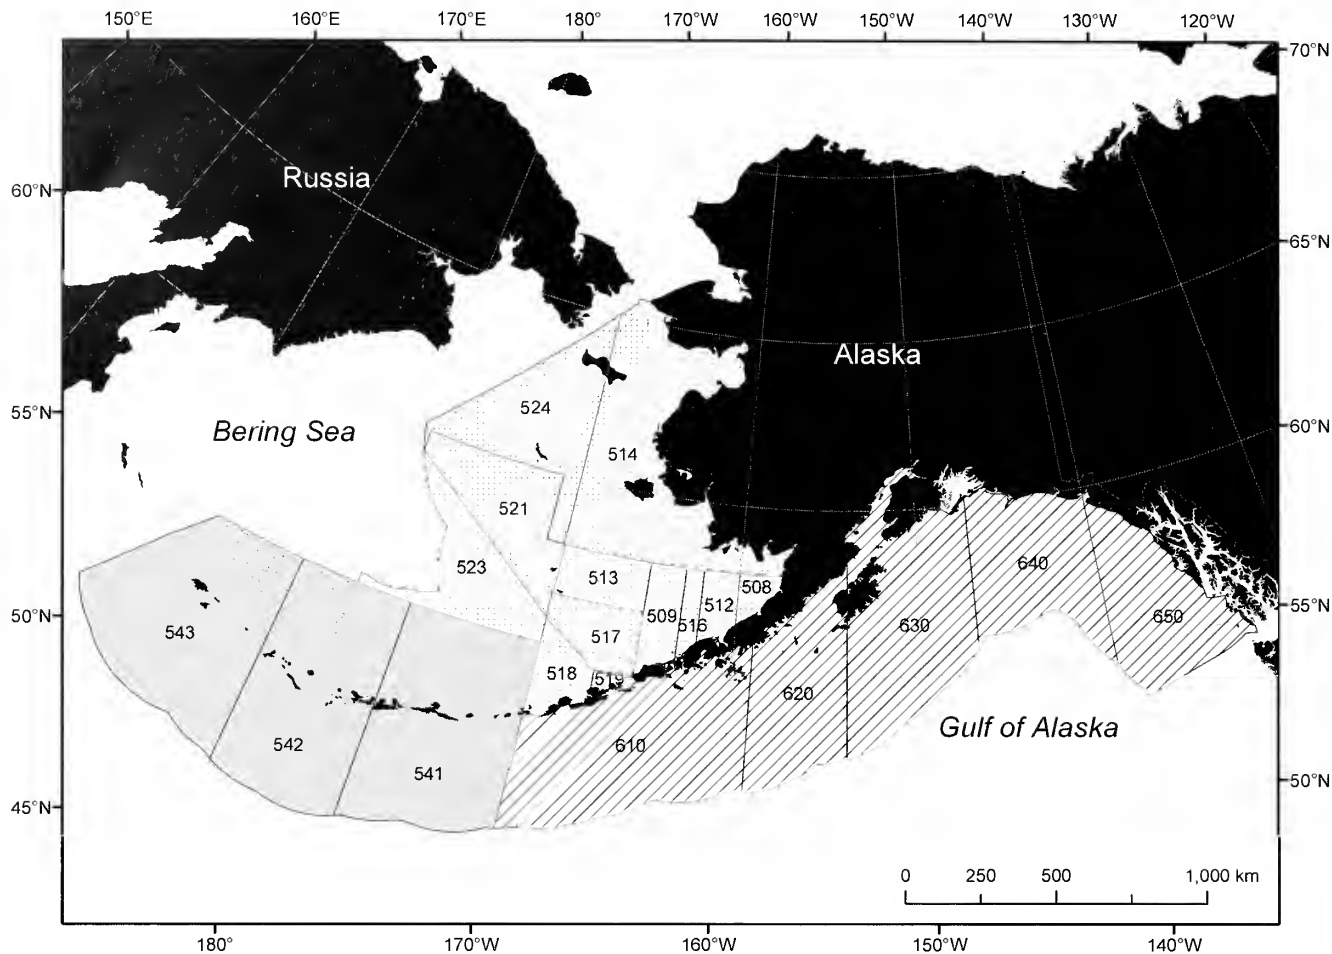 150°E 160°E 170°E 180° 170°W 160°W 150°W 140°W 130°W 120°W
70°N
Russia
60°N
65°N
Alaska
55°N
524
Bering Sea
60°N
514
521
523
513
640
508
509
512
50°N
55°N
543
516
517
630
650
518
519
620
542
610
Gulf of Alaska
541
50°N
45°N
0 250 500 1,000 km
180° 170°W 160°W 150°W 140°W